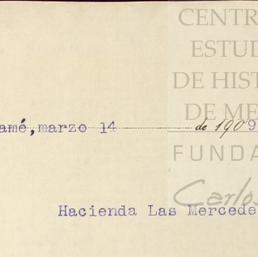 CENTR
ESTUD
DE HIST
DE ME
FUNDA
Carlos
amé, marzo 14 de 1909
Hacienda Las Mercede